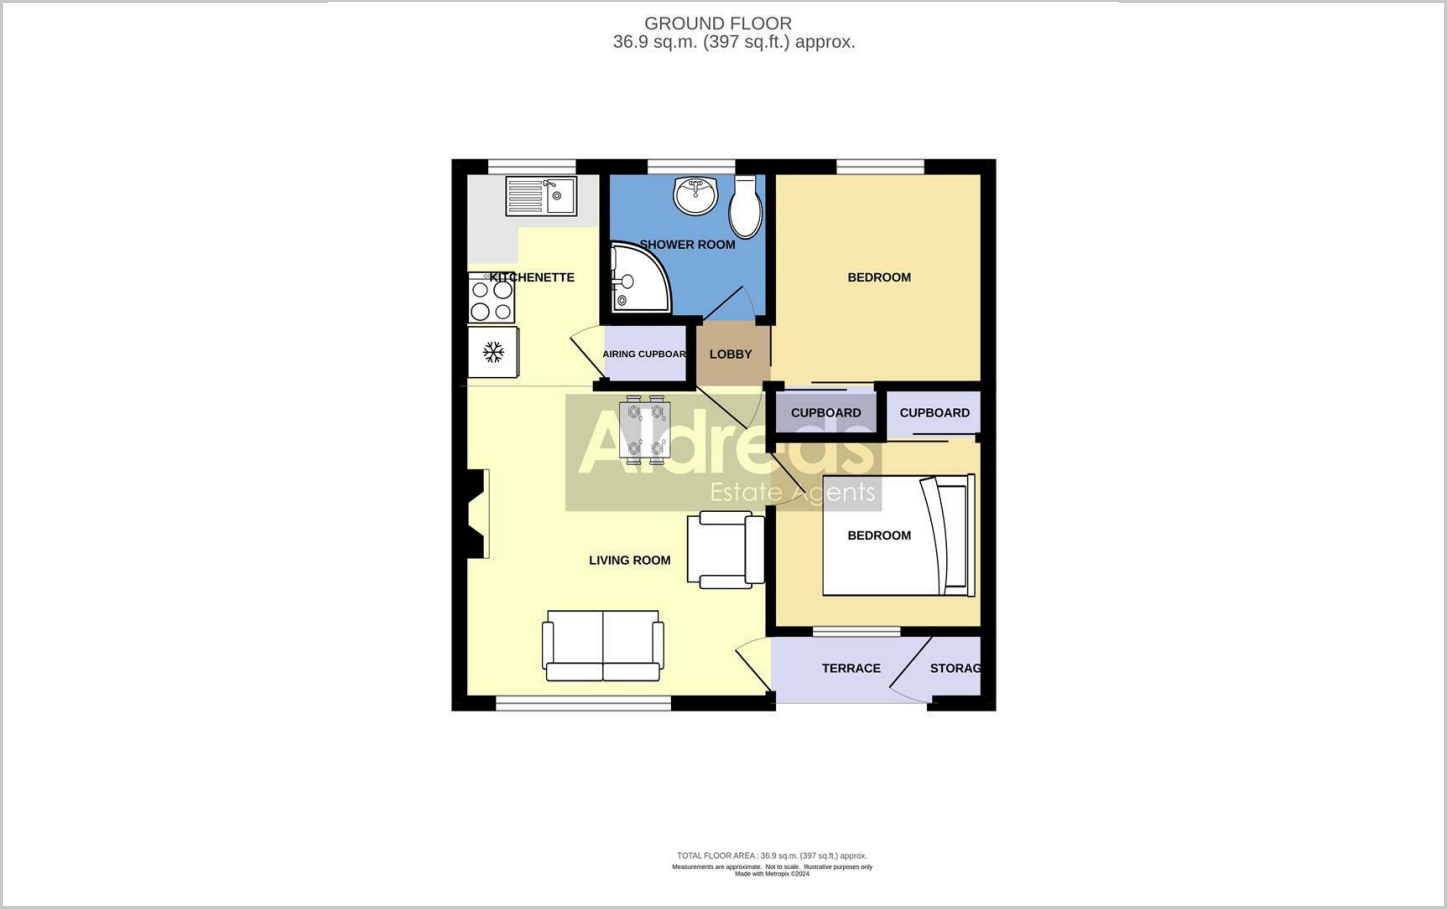 GROUND FLOOR
36.9 sq.m. (397 sq.ft.) approx.
SHOWER ROOM
KITCHENETTE
BEDROOM
AIRING CUPBOAR
LOBBY
CUPBOARD
CUPBOARD
Aldreds
Estate Agents
BEDROOM
LIVING ROOM
TERRACE
STORAG
TOTAL FLOOR AREA : 36.9 sq.m. (397 sq.ft.) approx.
Measurements are approximate. Not to scale. Illustrative purposes only
Made with Metropix ©2024